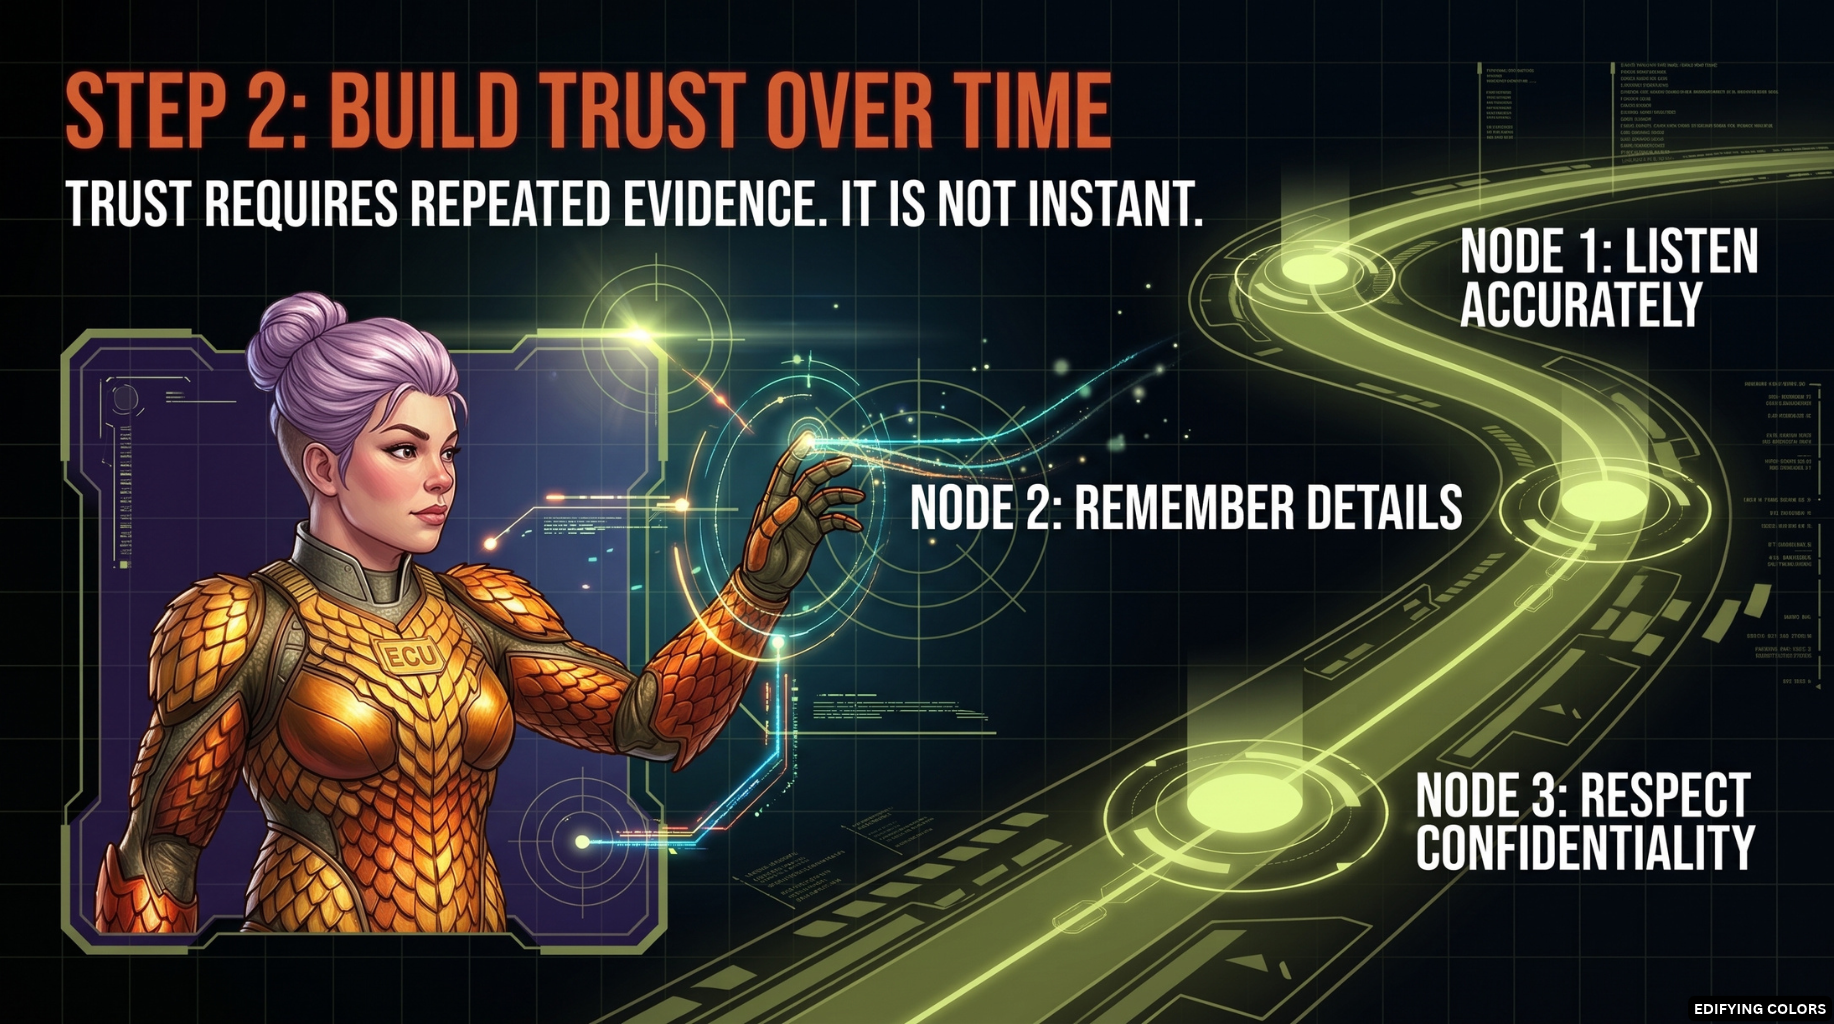 STEP 2: BUILD TRUST OVER TIME
TRUST REQUIRES REPEATED EVIDENCE. IT IS NOT INSTANT.
NODE 1: LISTEN
ACCURATELY
ECU
NODE 2: REMEMBER DETAILS
NODE 3: RESPECT
CONFIDENTIALITY
EDIFYING COLORS